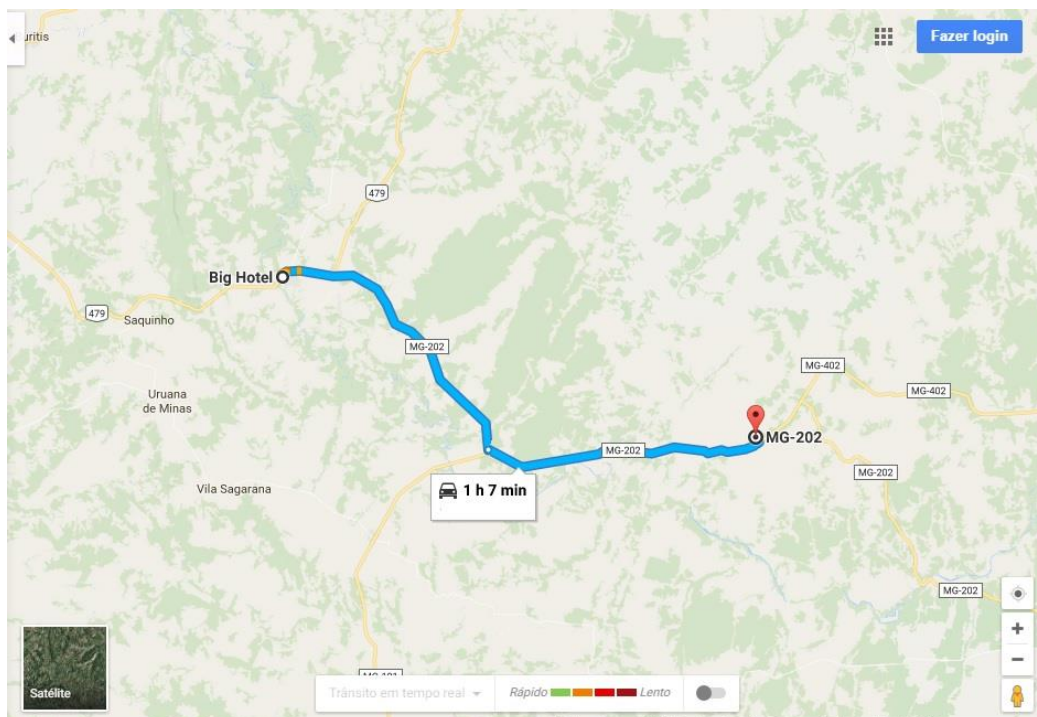 uritis
Fazer login
479
Big Hotel
479
Saquinho
MG-202
MG-402
Uruana
de Minas
MG-402
MG-202
MG-202
MG-202
Vila Sagarana
1 h 7 min
MG-202
Satélite
Trânsito em tempo real
Rápido
Lento